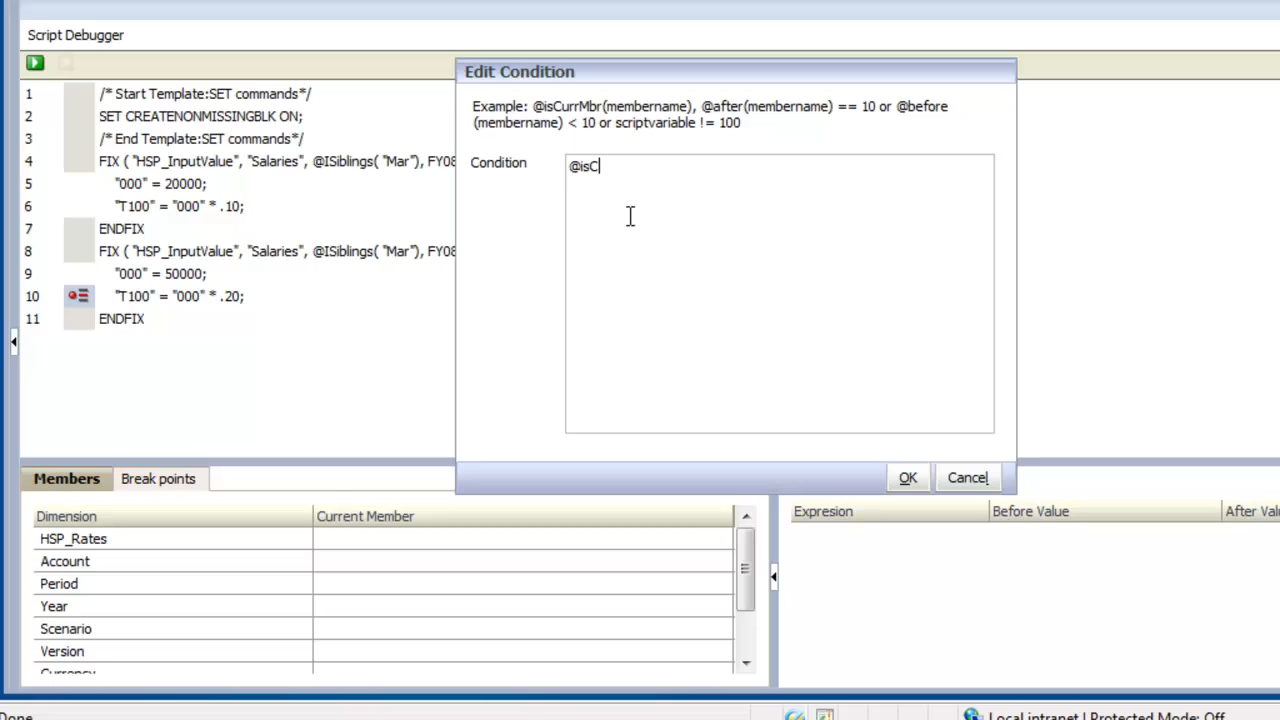 Script Debugger
Edit Condition
Example: @isCurrMbr(membername), @after(membername) == 10 or @before
(membername) < 10 or scriptvariable != 100
Condition
@isC
OK
Cancel
1 /* Start Template:SET commands*/
2 SET CREATENONMISSINGBLK ON;
3 /* End Template:SET commands*/
4 FIX ( "HSP_InputValue", "Salaries", @ISiblings( "Mar"), FY08
5 "000" = 20000;
6 "T100" = "000" * .10;
7 ENDFIX
8 FIX ( "HSP_InputValue", "Salaries", @ISiblings( "Mar"), FY08
9 "000" = 50000;
10 "T100" = "000" * .20;
11 ENDFIX
Members Break points
Dimension Current Member
HSP_Rates
Account
Period
Year
Scenario
Version
Currency
Expresion Before Value After Val
Done
Local intranet | Protected Mode: Off